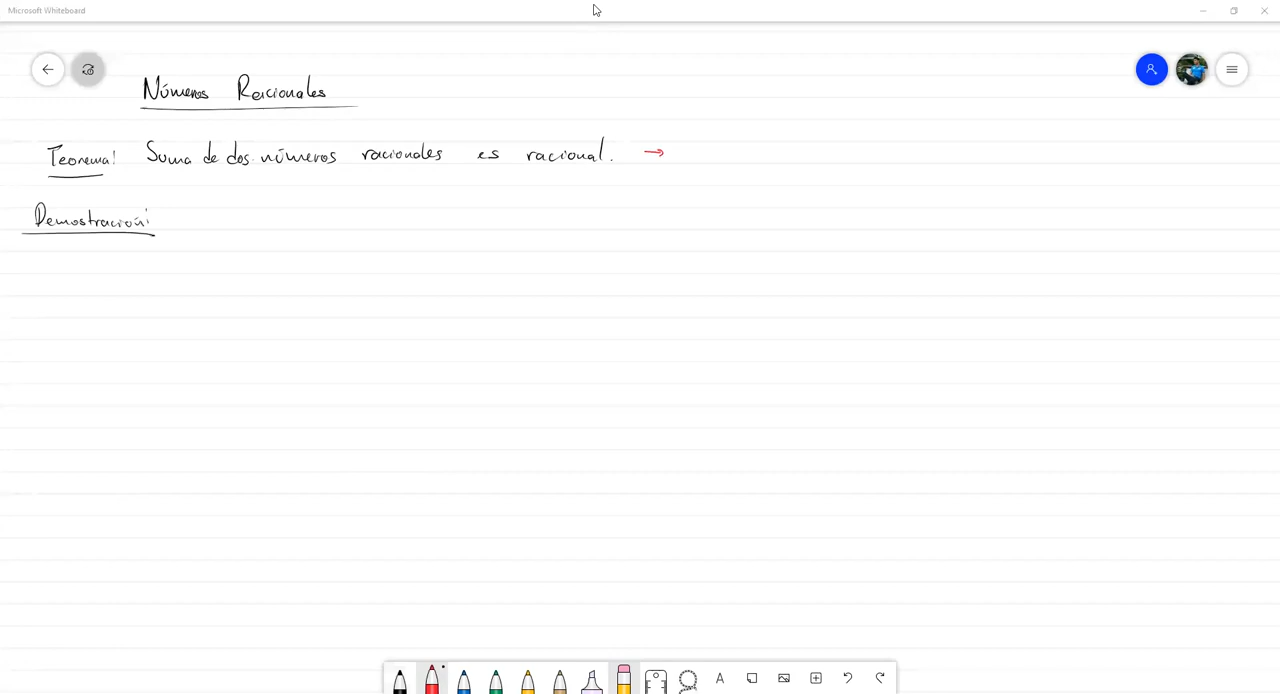 Microsoft Whiteboard
Números Racionales
Teorema: Suma de dos números racionales es racional. →
Demostración: